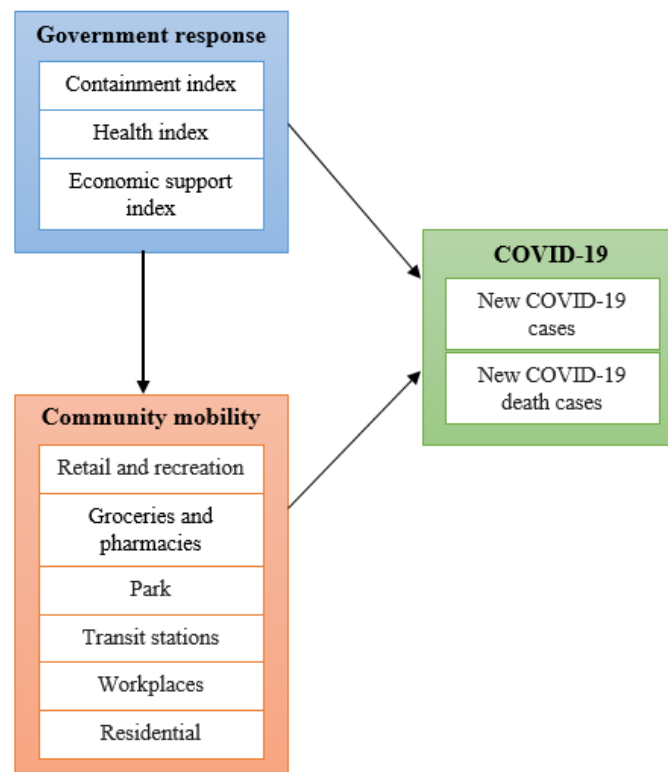 Government response
Containment index
Health index
Economic support
index
COVID-19
New COVID-19
cases
New COVID-19
death cases
Community mobility
Retail and recreation
Groceries and
pharmacies
Park
Transit stations
Workplaces
Residential